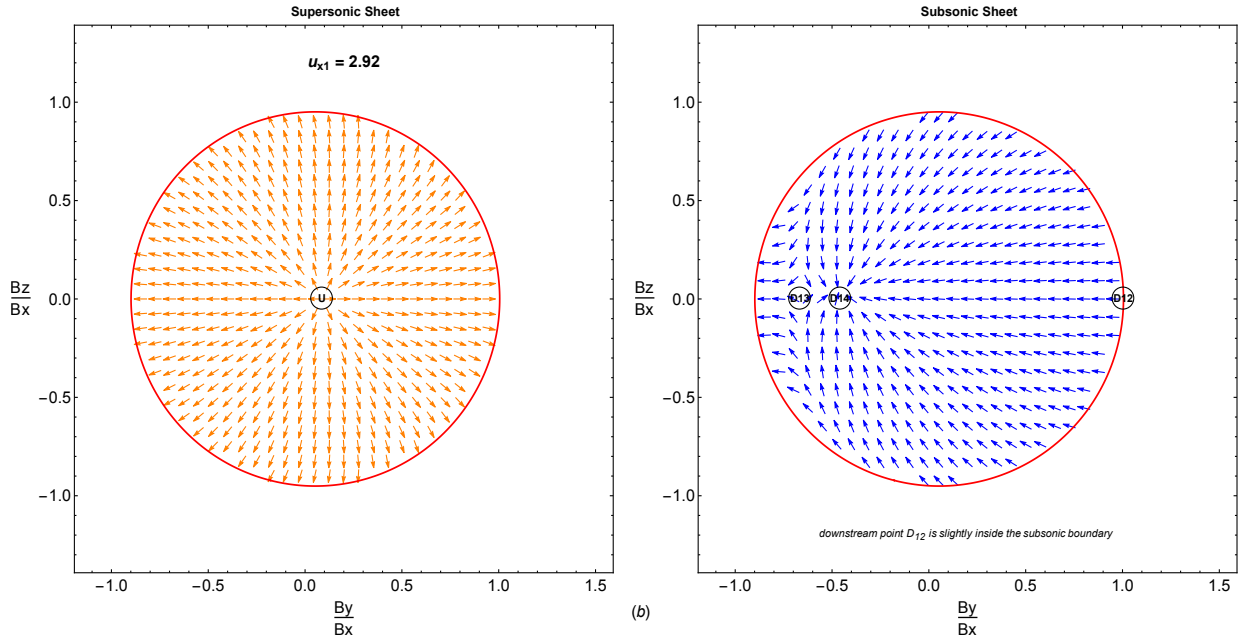 Supersonic Sheet
u_x1 = 2.92
1.0
0.5
0.0
−0.5
−1.0
Bz
Bx
U
−1.0 −0.5 0.0 0.5 1.0 1.5
By
Bx
Subsonic Sheet
1.0
0.5
0.0
−0.5
−1.0
Bz
Bx
D13 D14 D12
downstream point D_12 is slightly inside the subsonic boundary
−1.0 −0.5 0.0 0.5 1.0 1.5
By
Bx
(b)